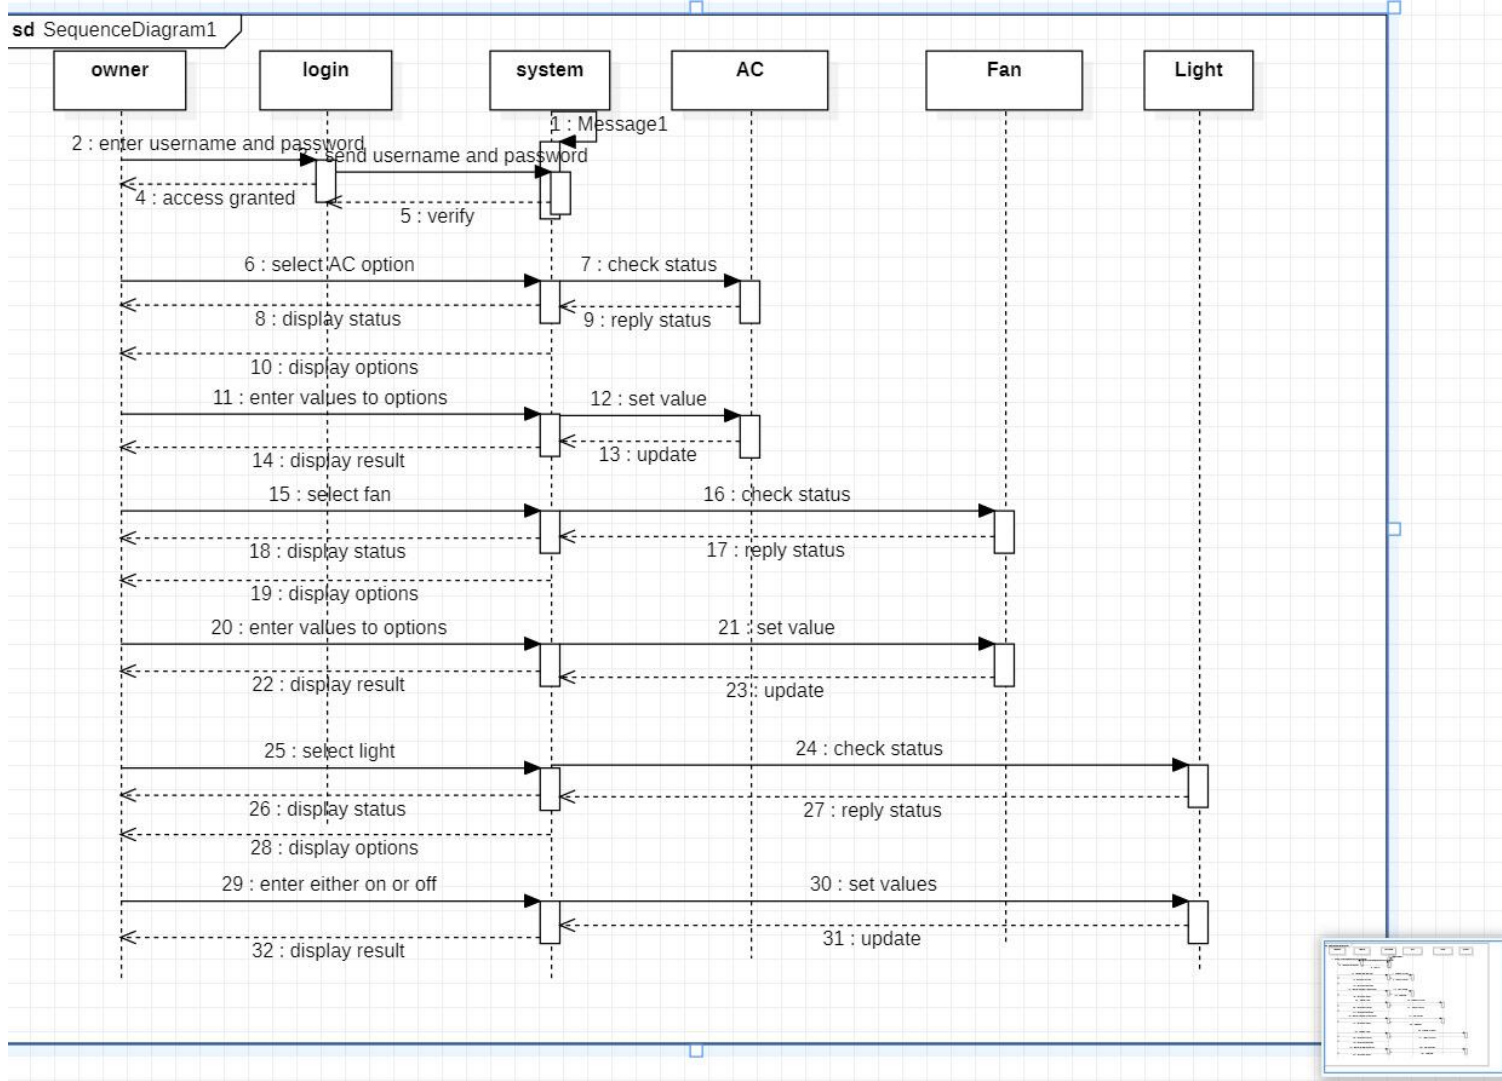 sd SequenceDiagram1
owner login system AC Fan Light
1 : Message1
2 : enter username and password
: send username and password
4 : access granted
5 : verify
6 : select AC option
7 : check status
8 : display status
9 : reply status
10 : display options
11 : enter values to options
12 : set value
13 : update
14 : display result
15 : select fan
16 : check status
17 : reply status
18 : display status
19 : display options
20 : enter values to options
21 : set value
22 : display result
23 : update
25 : select light
24 : check status
26 : display status
27 : reply status
28 : display options
29 : enter either on or off
30 : set values
31 : update
32 : display result